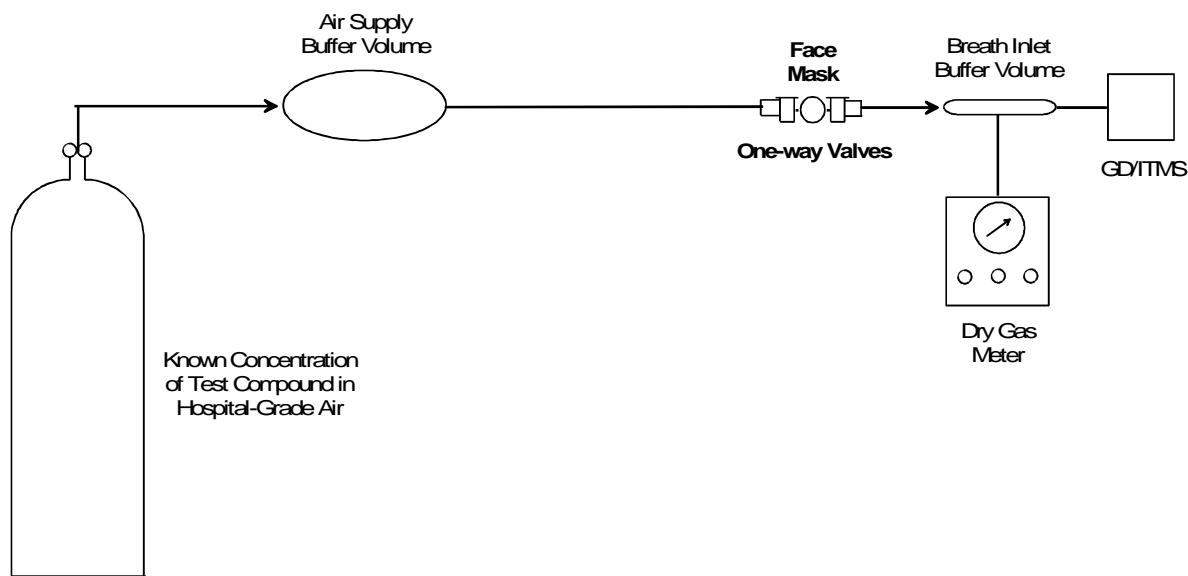 Air Supply
Buffer Volume
Face
Mask
One-way Valves
Breath Inlet
Buffer Volume
GD/ITMS
Dry Gas
Meter
Known Concentration
of Test Compound in
Hospital-Grade Air